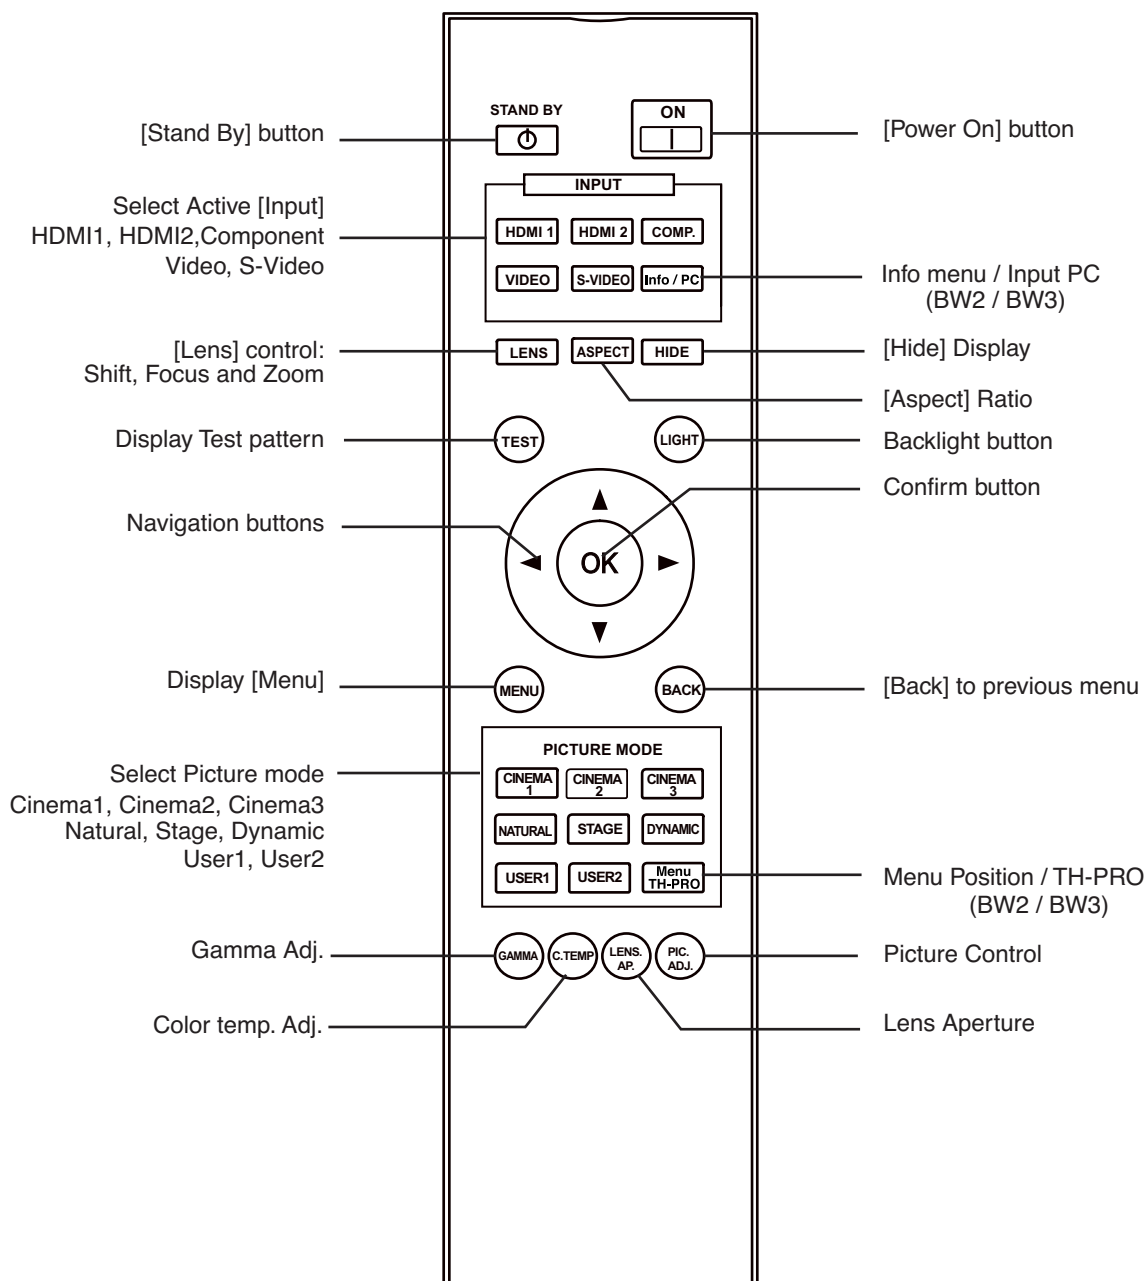 STAND BY
ON
[Stand By] button
[Power On] button
INPUT
Select Active [Input]
HDMI1, HDMI2,Component
Video, S-Video
HDMI 1 HDMI 2 COMP.
VIDEO S-VIDEO Info / PC
Info menu / Input PC
(BW2 / BW3)
[Lens] control:
Shift, Focus and Zoom
LENS ASPECT HIDE
[Hide] Display
[Aspect] Ratio
Display Test pattern
TEST
LIGHT
Backlight button
Confirm button
Navigation buttons
OK
Display [Menu]
MENU
BACK
[Back] to previous menu
PICTURE MODE
Select Picture mode
Cinema1, Cinema2, Cinema3
Natural, Stage, Dynamic
User1, User2
CINEMA
1
CINEMA
2
CINEMA
3
NATURAL STAGE DYNAMIC
USER1 USER2
Menu
TH-PRO
Menu Position / TH-PRO
(BW2 / BW3)
Gamma Adj.
GAMMA
C.TEMP
LENS.
AP.
PIC.
ADJ.
Picture Control
Color temp. Adj.
Lens Aperture